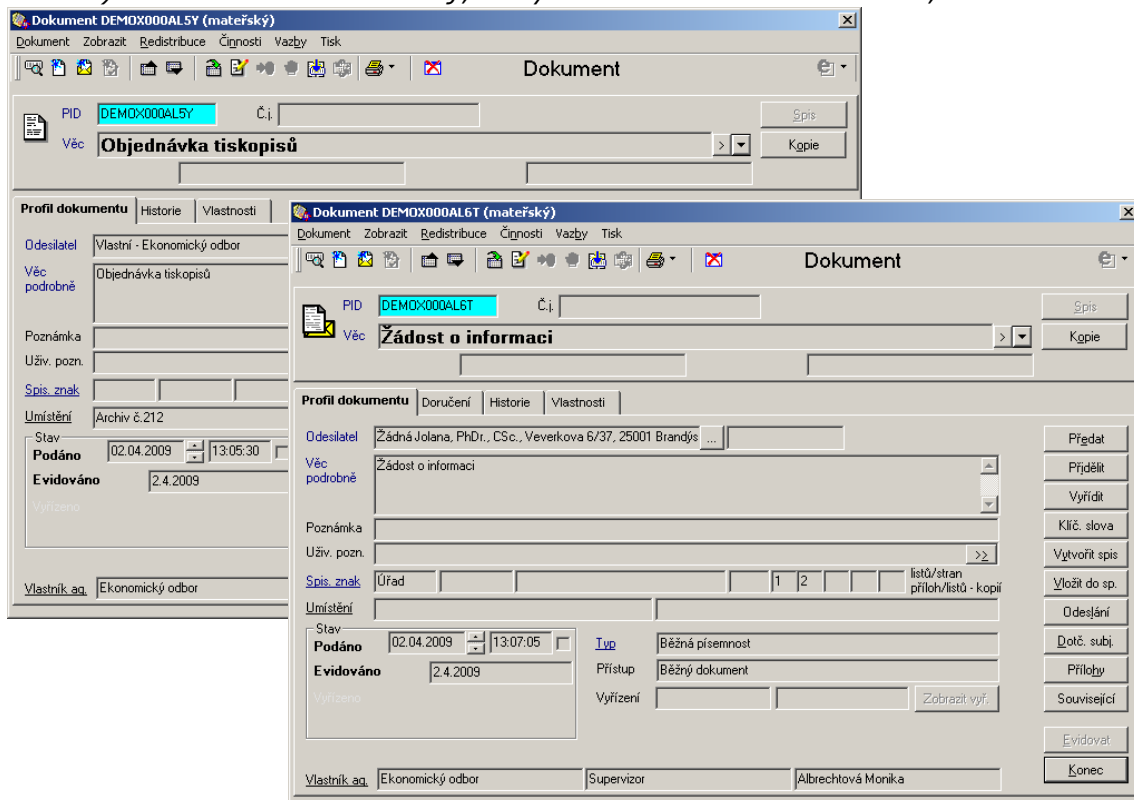 Dokument DEMOX000AL5Y (mateřský)
Dokument Zobrazit Redistribuce Činnosti Vazby Tisk
Dokument
PID DEMOX000AL5Y Č.j. Spis
Věc Objednávka tiskopisů > Kopie
Profil dokumentu Historie Vlastnosti
Odesilatel Vlastní - Ekonomický odbor
Věc podrobně Objednávka tiskopisů
Poznámka
Uživ. pozn.
Spis. znak
Umístění Archiv č.212
Stav
Podáno 02.04.2009 13:05:30
Evidováno 2.4.2009
Vyřízeno
Vlastník ag. Ekonomický odbor
Dokument DEMOX000AL6T (mateřský)
Dokument Zobrazit Redistribuce Činnosti Vazby Tisk
Dokument
PID DEMOX000AL6T Č.j. Spis
Věc Žádost o informaci > Kopie
Profil dokumentu Doručení Historie Vlastnosti
Odesilatel Žádná Jolana, PhDr., CSc., Veverkova 6/37, 25001 Brandýs ... Předat
Věc podrobně Žádost o informaci Přidělit
Vyřídit
Poznámka Klíč. slova
Uživ. pozn. >> Vytvořit spis
Spis. znak Úřad 1 2 listů/stran příloh/listů - kopií Vložit do sp.
Umístění Odeslání
Stav
Podáno 02.04.2009 13:07:05 Typ Běžná písemnost Dotč. subj.
Evidováno 2.4.2009 Přístup Běžný dokument Přílohy
Vyřízeno Vyřízení Zobrazit vyř. Související
Evidovat
Konec
Vlastník ag. Ekonomický odbor Supervizor Albrechtová Monika